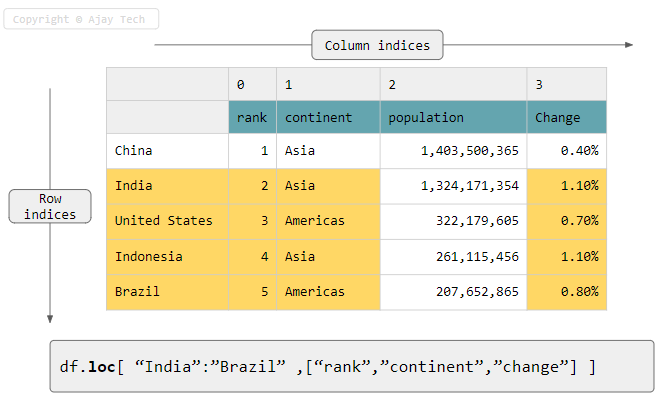 Copyright © Ajay Tech
Column indices
0 1 2 3
rank continent population Change
China 1 Asia 1,403,500,365 0.40%
India 2 Asia 1,324,171,354 1.10%
Row
indices
United States 3 Americas 322,179,605 0.70%
Indonesia 4 Asia 261,115,456 1.10%
Brazil 5 Americas 207,652,865 0.80%
df.loc[ “India”:”Brazil” ,[“rank”,”continent”,”change”] ]